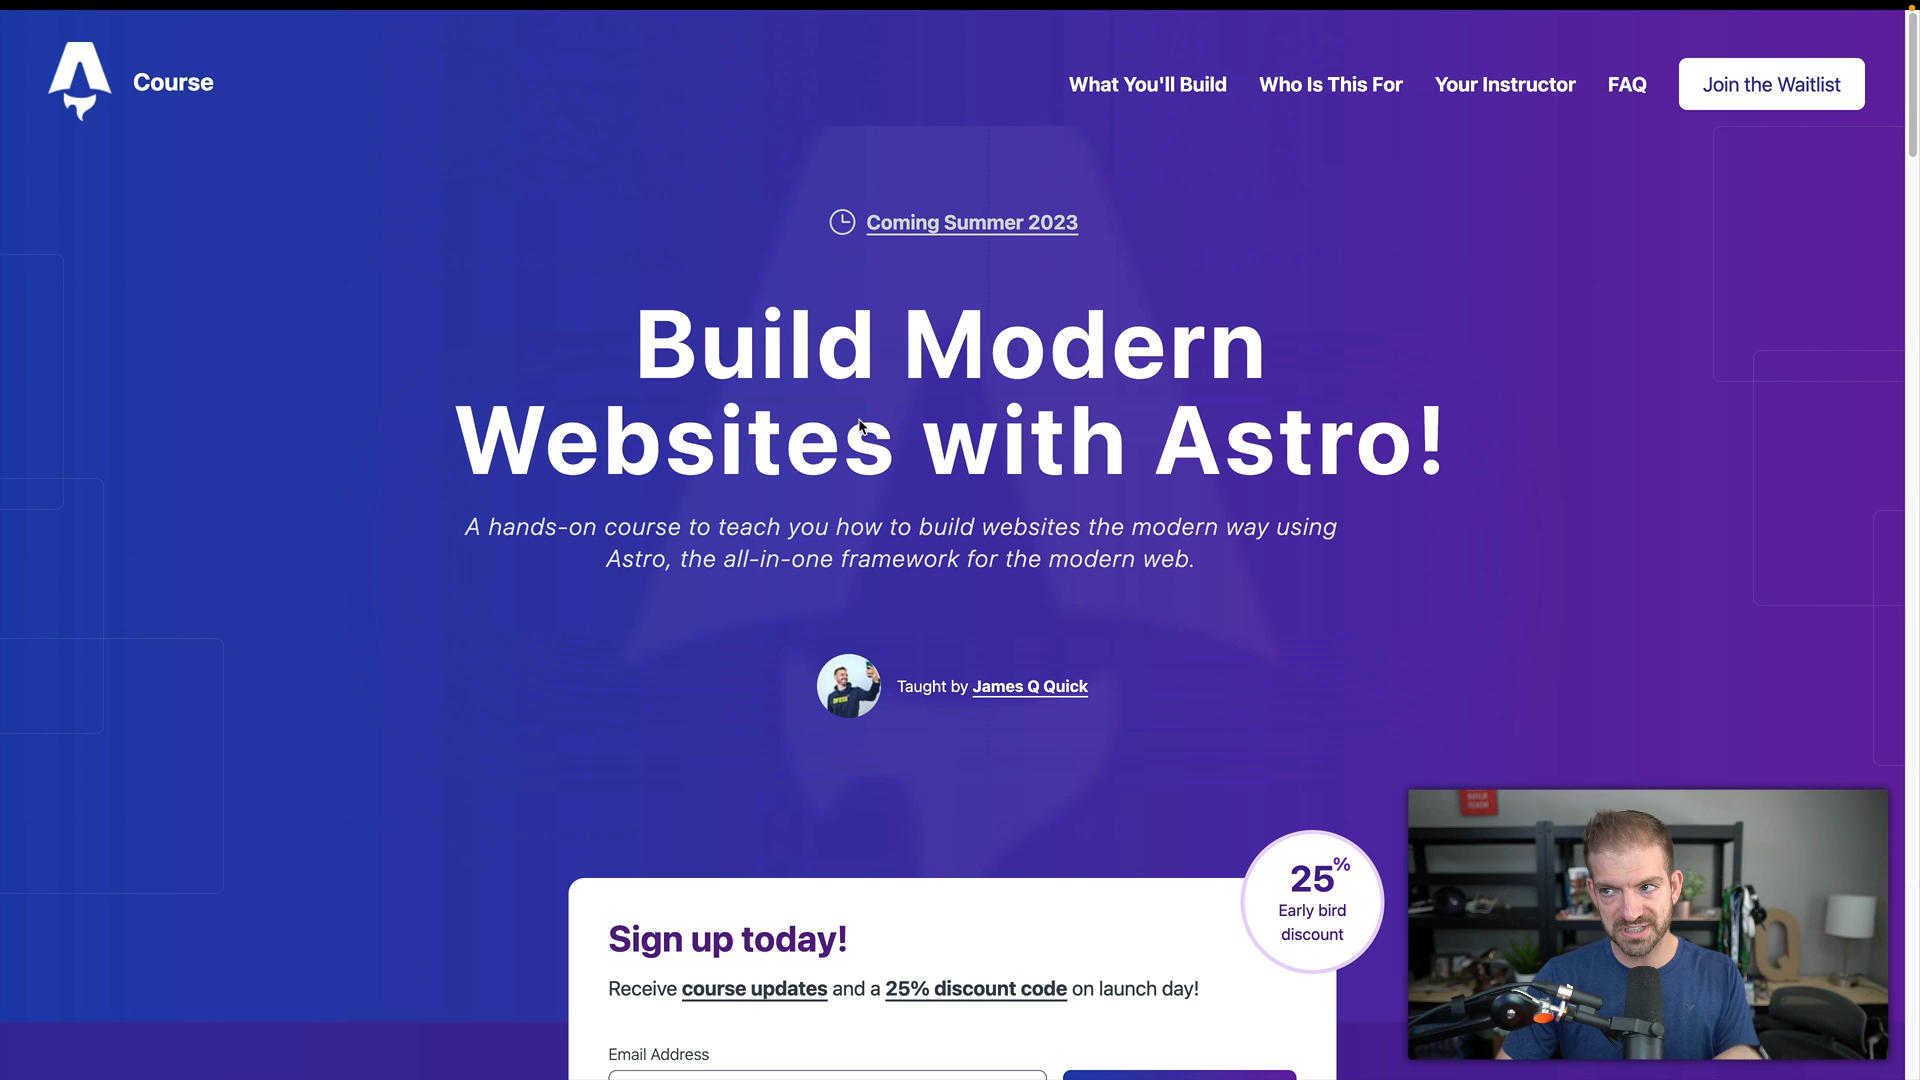 Course
What You'll Build
Who Is This For
Your Instructor
FAQ
Join the Waitlist
Coming Summer 2023
Build Modern
Websites with Astro!
A hands-on course to teach you how to build websites the modern way using
Astro, the all-in-one framework for the modern web.
Taught by James Q Quick
25%
Early bird
discount
Sign up today!
Receive course updates and a 25% discount code on launch day!
Email Address